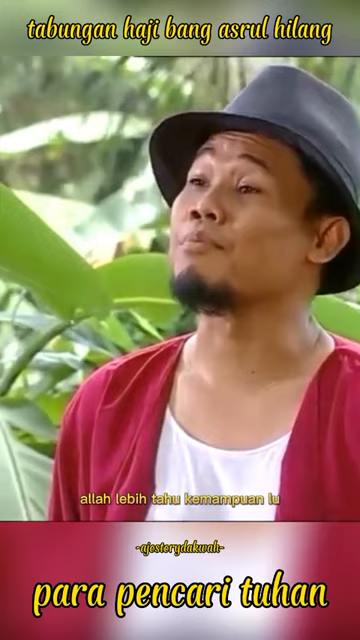 tabungan haji bang asrul hilang
allah lebih tahu kemampuan lu
-ajostorydakwah-
para pencari tuhan